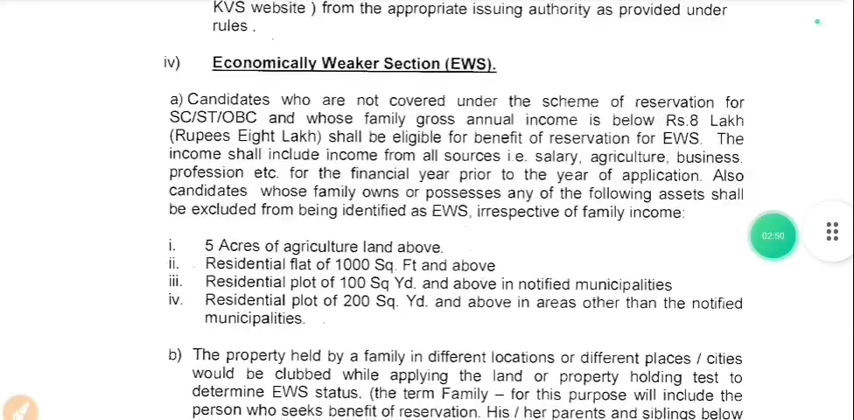 KVS website ) from the appropriate issuing authority as provided under
rules .
iv) Economically Weaker Section (EWS).
a) Candidates who are not covered under the scheme of reservation for
SC/ST/OBC and whose family gross annual income is below Rs.8 Lakh
(Rupees Eight Lakh) shall be eligible for benefit of reservation for EWS. The
income shall include income from all sources i.e. salary, agriculture, business.
profession etc. for the financial year prior to the year of application. Also
candidates whose family owns or possesses any of the following assets shall
be excluded from being identified as EWS, irrespective of family income:
i. 5 Acres of agriculture land above.
ii. Residential flat of 1000 Sq. Ft and above
iii. Residential plot of 100 Sq Yd. and above in notified municipalities
iv. Residential plot of 200 Sq. Yd. and above in areas other than the notified
municipalities.
b) The property held by a family in different locations or different places / cities
would be clubbed while applying the land or property holding test to
determine EWS status. (the term Family – for this purpose will include the
person who seeks benefit of reservation. His / her parents and siblings below
02:50